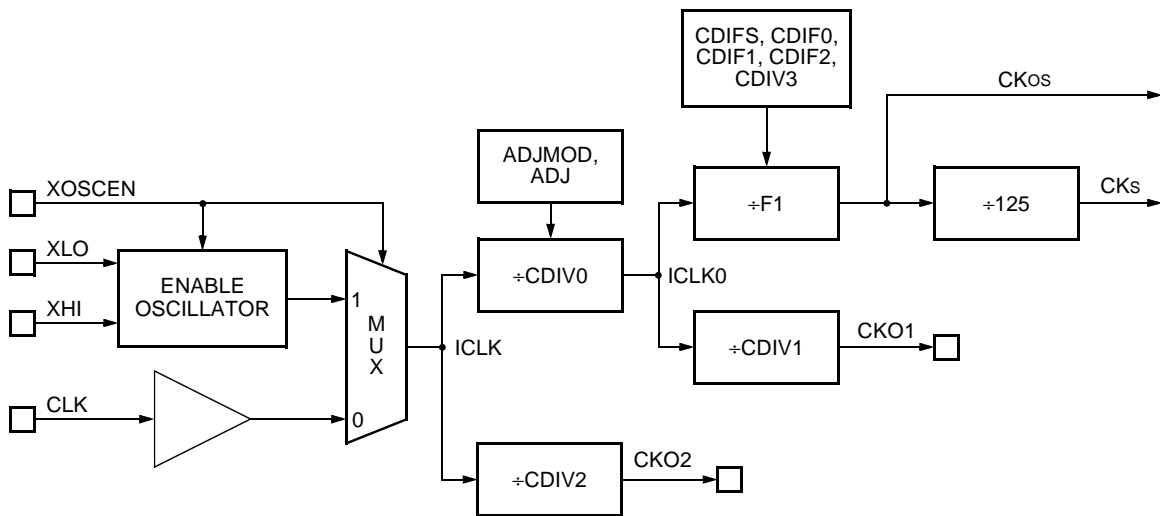 CDIFS, CDIF0,
CDIF1, CDIF2,
CDIV3
CKOS
ADJMOD,
ADJ
XOSCEN
÷F1
÷125
CKS
XLO
ENABLE
OSCILLATOR
XHI
1
MUX
0
÷CDIV0
ICLK0
ICLK
÷CDIV1
CKO1
CLK
÷CDIV2
CKO2